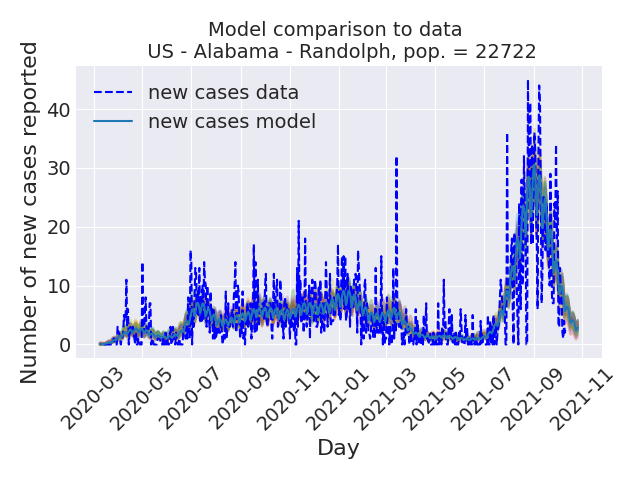 Model comparison to data
US - Alabama - Randolph, pop. = 22722
Number of new cases reported
new cases data
new cases model
40
30
20
10
0
2020-03
2020-05
2020-07
2020-09
2020-11
2021-01
2021-03
2021-05
2021-07
2021-09
2021-11
Day